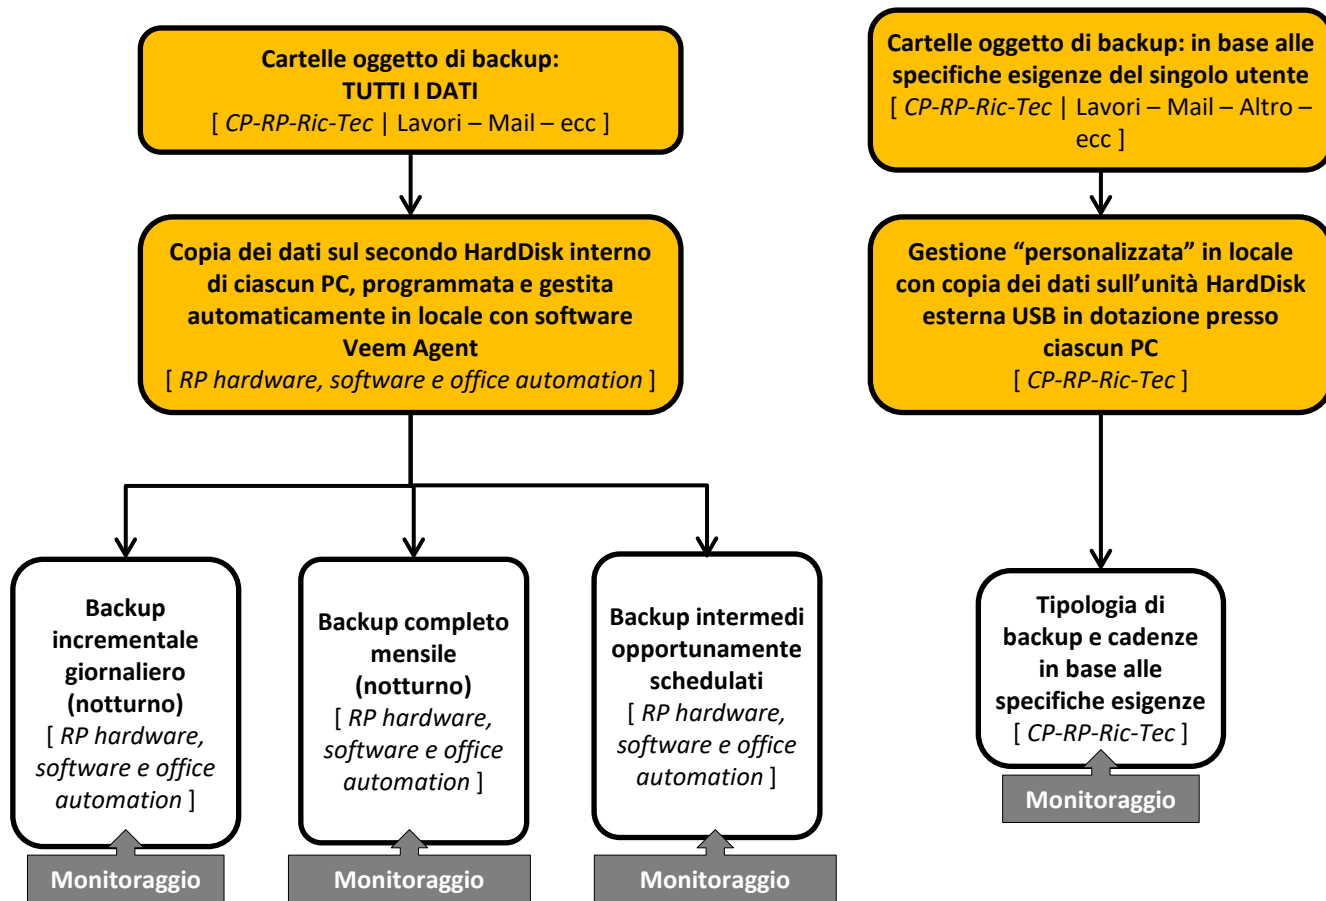 Cartelle oggetto di backup:
TUTTI I DATI
[ CP-RP-Ric-Tec | Lavori – Mail – ecc ]
Copia dei dati sul secondo HardDisk interno
di ciascun PC, programmata e gestita
automaticamente in locale con software
Veem Agent
[ RP hardware, software e office automation ]
Backup
incrementale
giornaliero
(notturno)
[ RP hardware,
software e office
automation ]
Monitoraggio
Backup completo
mensile
(notturno)
[ RP hardware,
software e office
automation ]
Monitoraggio
Backup intermedi
opportunamente
schedulati
[ RP hardware,
software e office
automation ]
Monitoraggio
Cartelle oggetto di backup: in base alle
specifiche esigenze del singolo utente
[ CP-RP-Ric-Tec | Lavori – Mail – Altro –
ecc ]
Gestione “personalizzata” in locale
con copia dei dati sull’unità HardDisk
esterna USB in dotazione presso
ciascun PC
[ CP-RP-Ric-Tec ]
Tipologia di
backup e cadenze
in base alle
specifiche esigenze
[ CP-RP-Ric-Tec ]
Monitoraggio